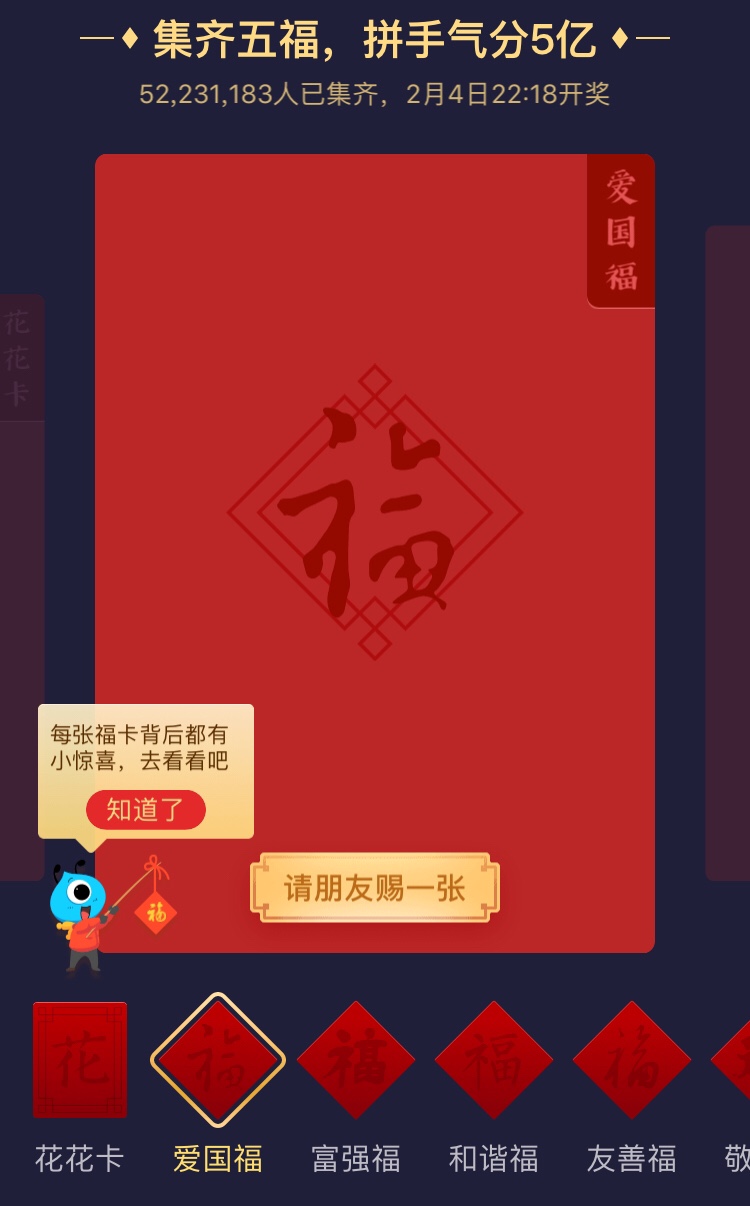 集齐五福，拼手气分5亿
52,231,183人已集齐，2月4日22:18开奖
爱国福
花花卡
福
每张福卡背后都有
小惊喜，去看看吧
知道了
福
请朋友赐一张
花 福 福 福 福
花花卡 爱国福 富强福 和谐福 友善福 敬